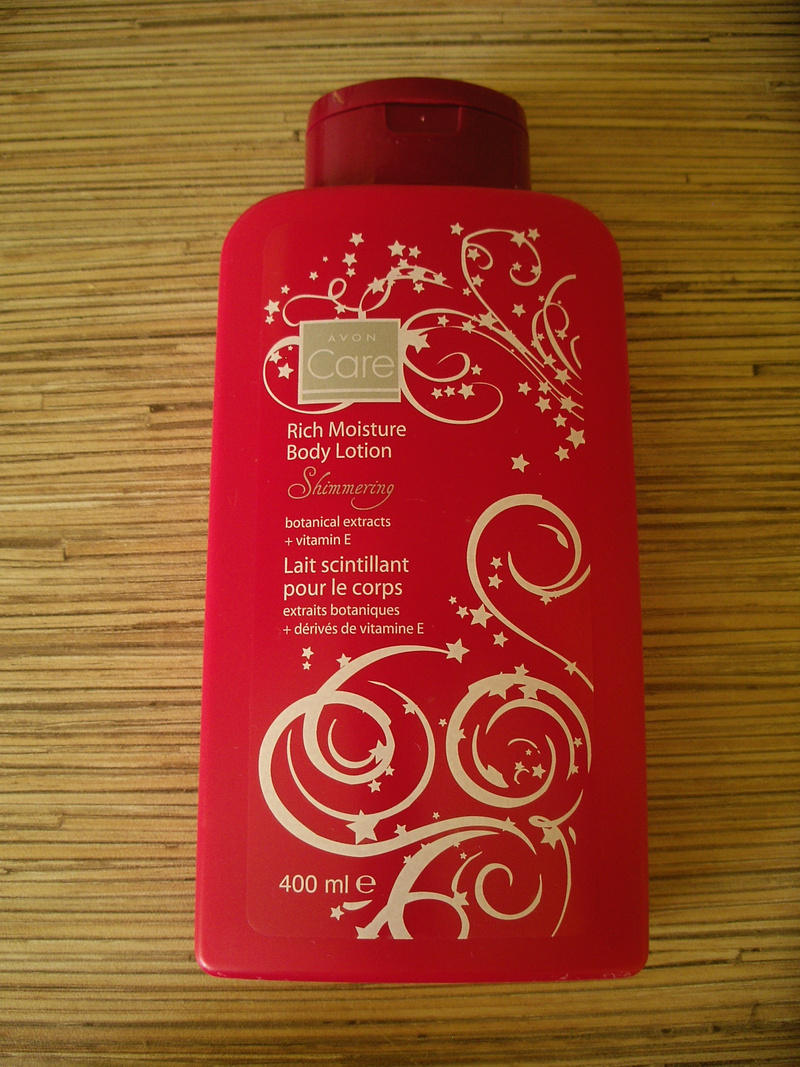 AVON
Care
Rich Moisture
Body Lotion
Shimmering
botanical extracts
+ vitamin E
Lait scintillant
pour le corps
extraits botaniques
+ dérivés de vitamine E
400 ml ℮